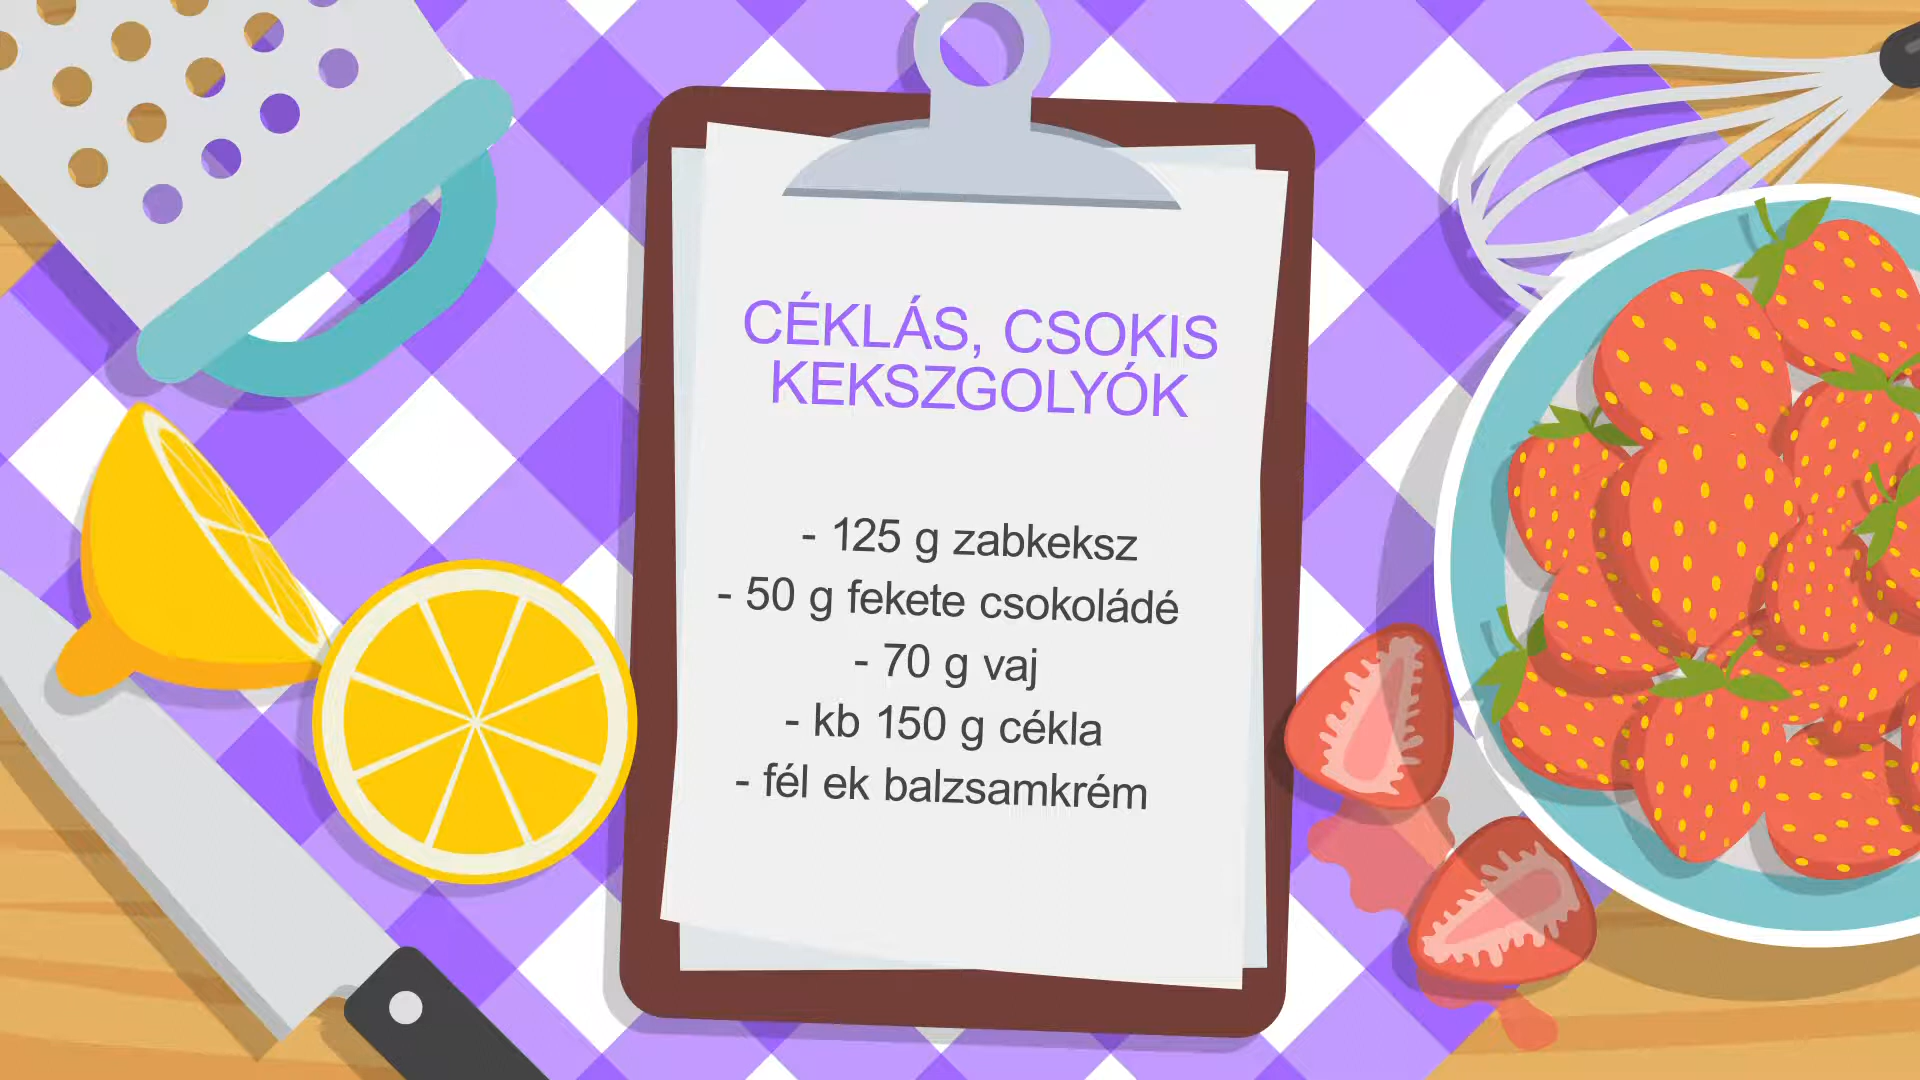 CÉKLÁS, CSOKIS
KEKSZGOLYÓK
- 125 g zabkeksz
- 50 g fekete csokoládé
- 70 g vaj
- kb 150 g cékla
- fél ek balzsamkrém